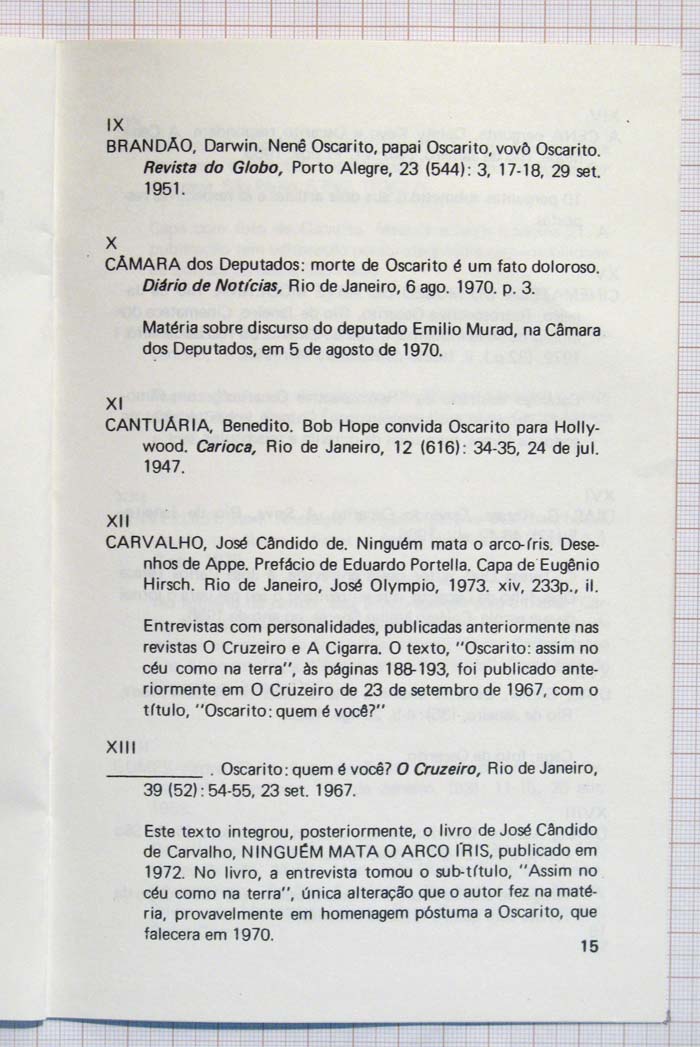 IX
BRANDÃO, Darwin. Nenê Oscarito, papai Oscarito, vovô Oscarito.
Revista do Globo, Porto Alegre, 23 (544): 3, 17-18, 29 set.
1951.
X
CÂMARA dos Deputados: morte de Oscarito é um fato doloroso.
Diário de Notícias, Rio de Janeiro, 6 ago. 1970. p. 3.
Matéria sobre discurso do deputado Emilio Murad, na Câmara
dos Deputados, em 5 de agosto de 1970.
XI
CANTUÁRIA, Benedito. Bob Hope convida Oscarito para Holly-
wood. Carioca, Rio de Janeiro, 12 (616): 34-35, 24 de jul.
1947.
XII
CARVALHO, José Cândido de. Ninguém mata o arco-íris. Dese-
nhos de Appe. Prefácio de Eduardo Portella. Capa de Eugênio
Hirsch. Rio de Janeiro, José Olympio, 1973. xiv, 233p., il.
Entrevistas com personalidades, publicadas anteriormente nas
revistas O Cruzeiro e A Cigarra. O texto, "Oscarito: assim no
céu como na terra", às páginas 188-193, foi publicado ante-
riormente em O Cruzeiro de 23 de setembro de 1967, com o
título, "Oscarito: quem é você?"
XIII
__________ . Oscarito: quem é você? O Cruzeiro, Rio de Janeiro,
39 (52): 54-55, 23 set. 1967.
Este texto integrou, posteriormente, o livro de José Cândido
de Carvalho, NINGUÉM MATA O ARCO ÍRIS, publicado em
1972. No livro, a entrevista tomou o sub-título, "Assim no
céu como na terra", única alteração que o autor fez na maté-
ria, provavelmente em homenagem póstuma a Oscarito, que
falecera em 1970.
15